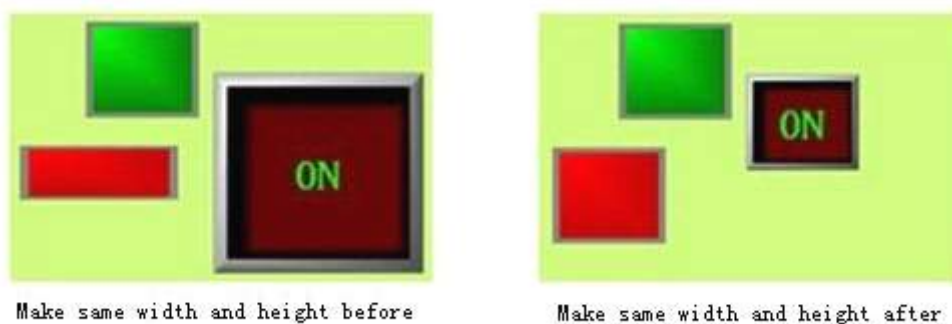 ON
ON
Make same width and height before
Make same width and height after